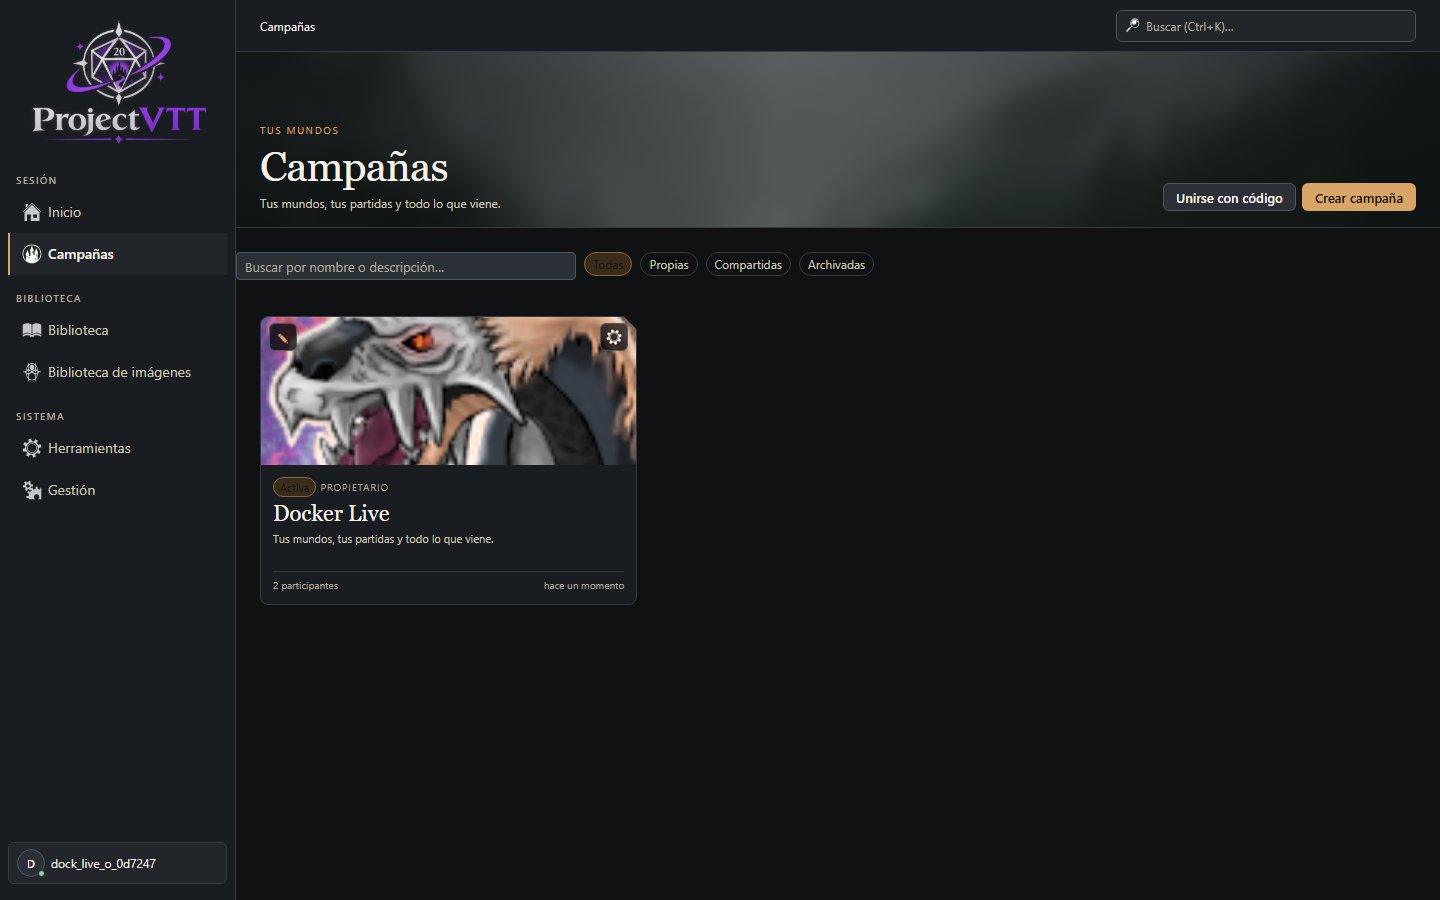 20
ProjectVTT
SESIÓN
Inicio
Campañas
BIBLIOTECA
Biblioteca
Biblioteca de imágenes
SISTEMA
Herramientas
Gestión
D dock_live_o_0d7247
Campañas
Buscar (Ctrl+K)...
TUS MUNDOS
Campañas
Tus mundos, tus partidas y todo lo que viene.
Unirse con código Crear campaña
Buscar por nombre o descripción... Todas Propias Compartidas Archivadas
Activa PROPIETARIO
Docker Live
Tus mundos, tus partidas y todo lo que viene.
2 participantes hace un momento